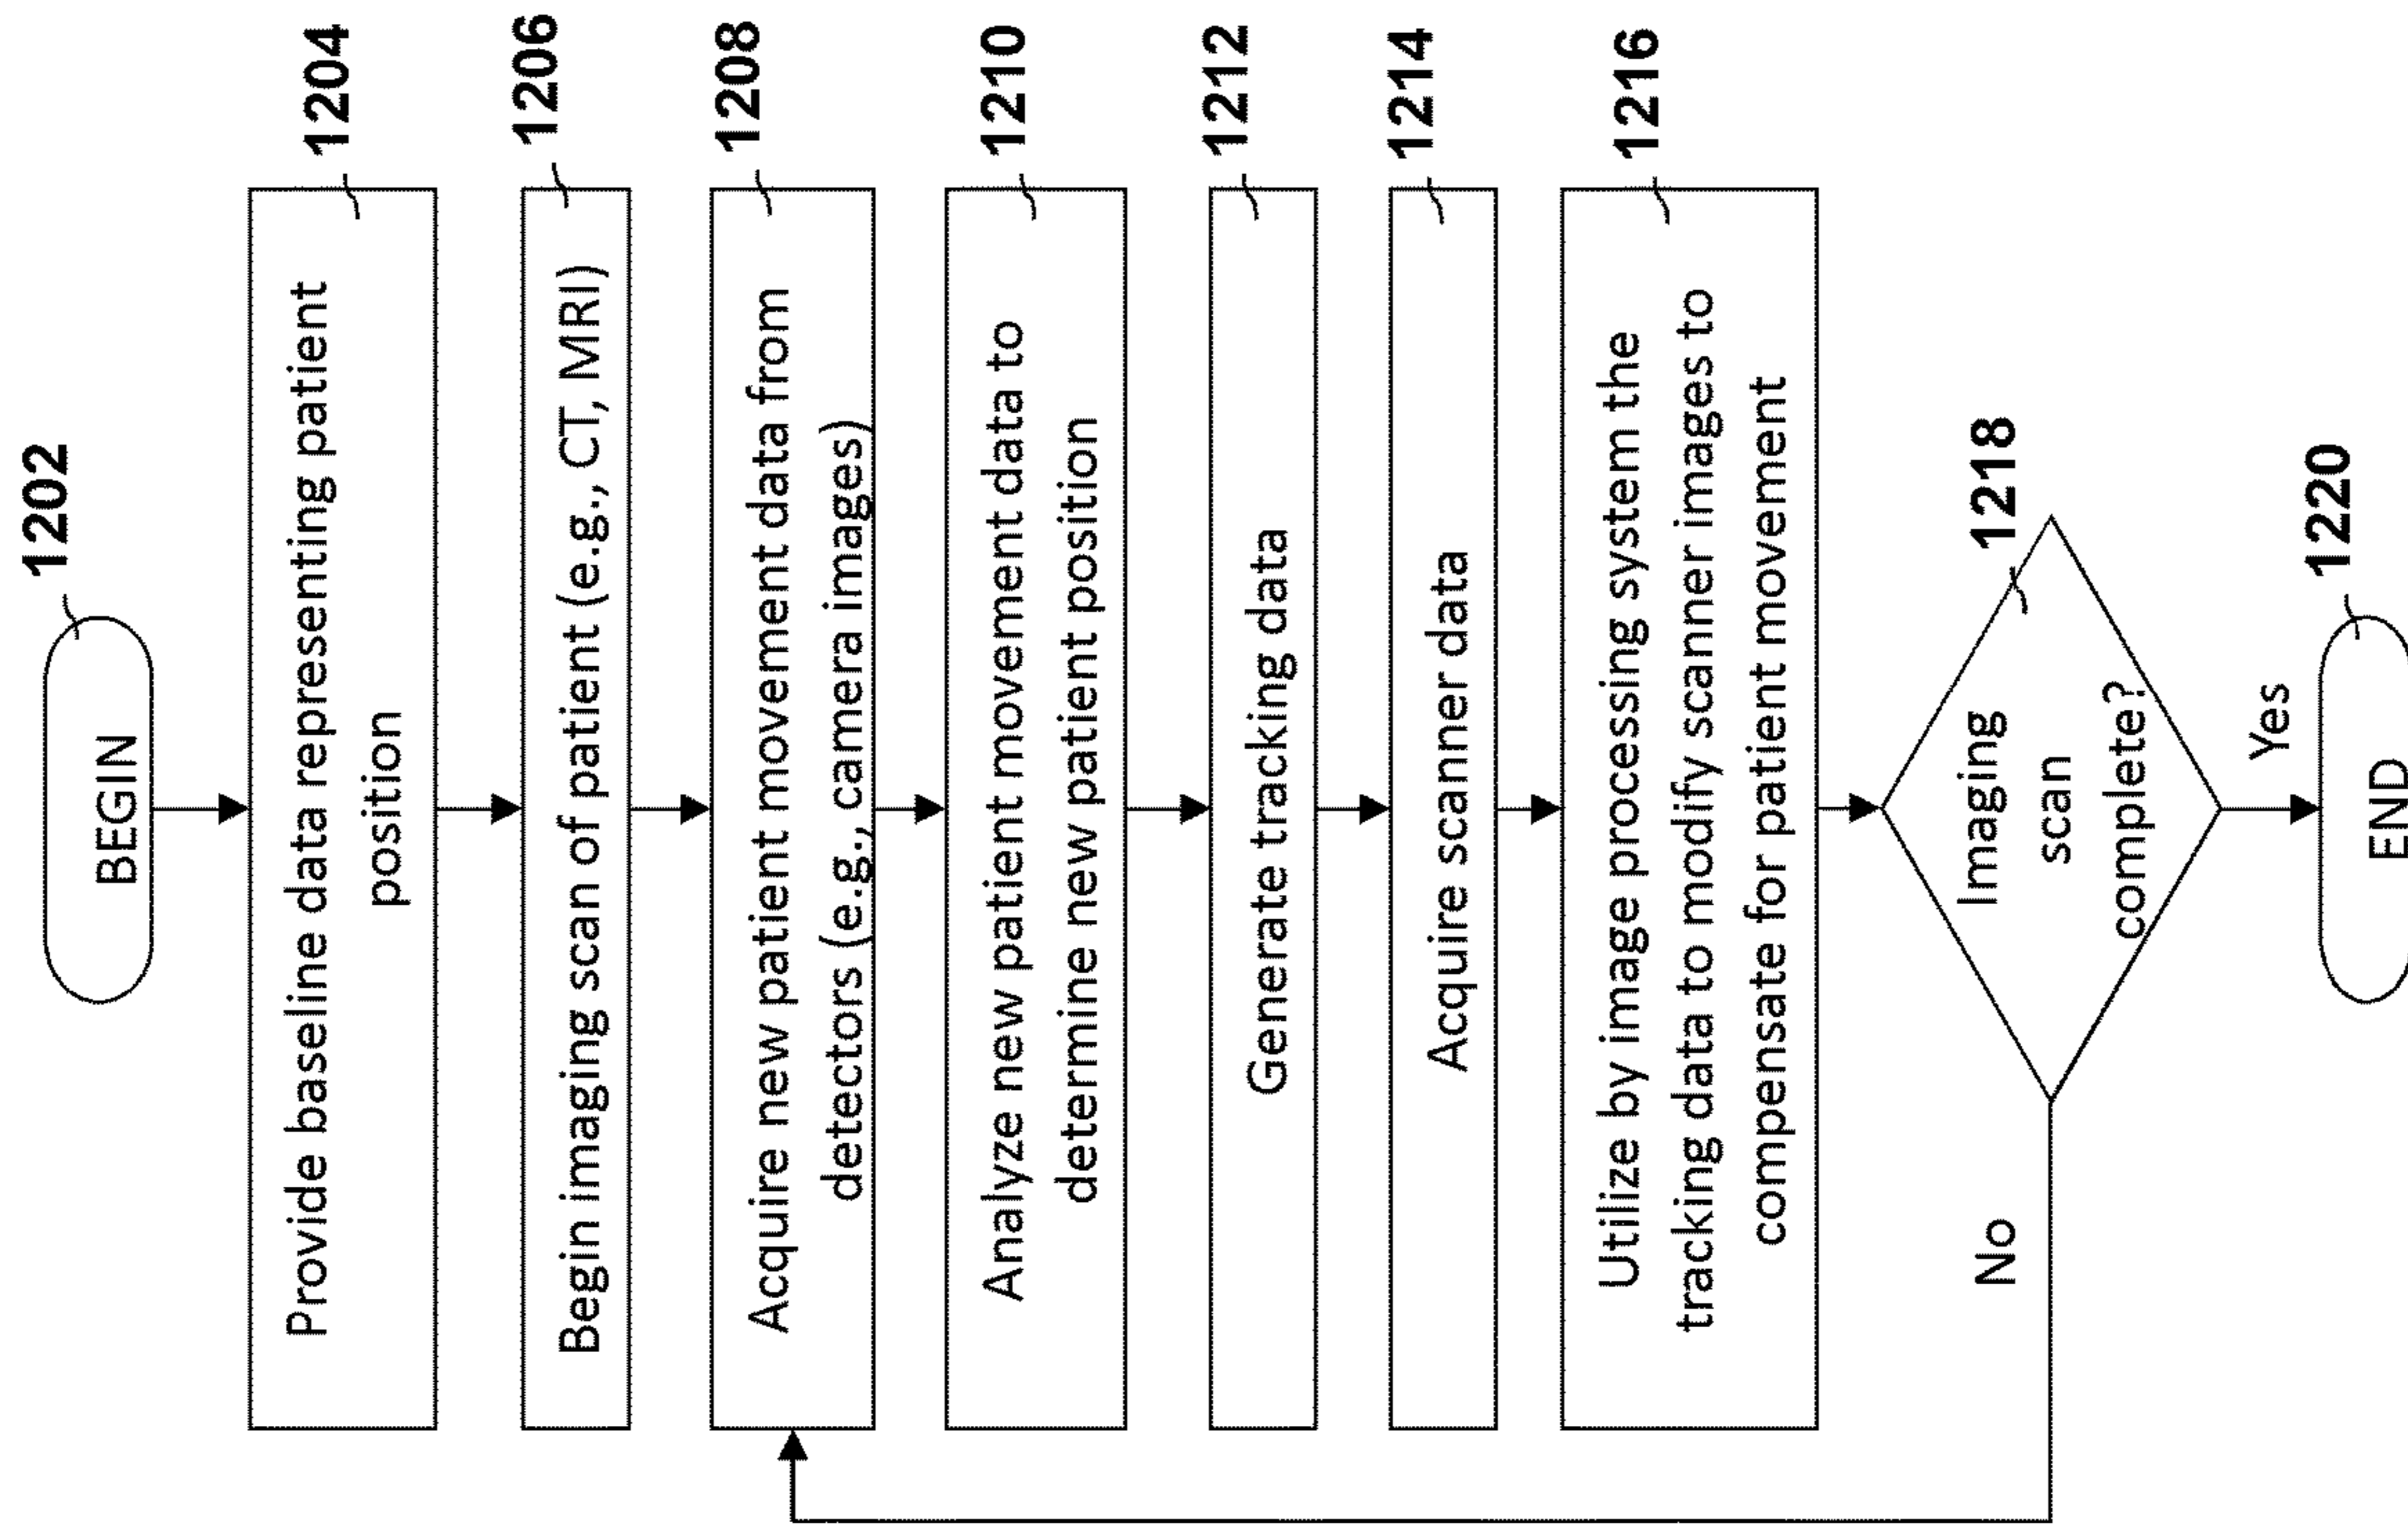 1202
BEGIN
1204
Provide baseline data representing patient
position
1206
Begin imaging scan of patient (e.g., CT, MRI)
1208
Acquire new patient movement data from
detectors (e.g., camera images)
1210
Analyze new patient movement data to
determine new patient position
1212
Generate tracking data
1214
Acquire scanner data
1216
Utilize by image processing system the
tracking data to modify scanner images to
compensate for patient movement
1218
Imaging
scan
complete?
No
Yes
1220
END